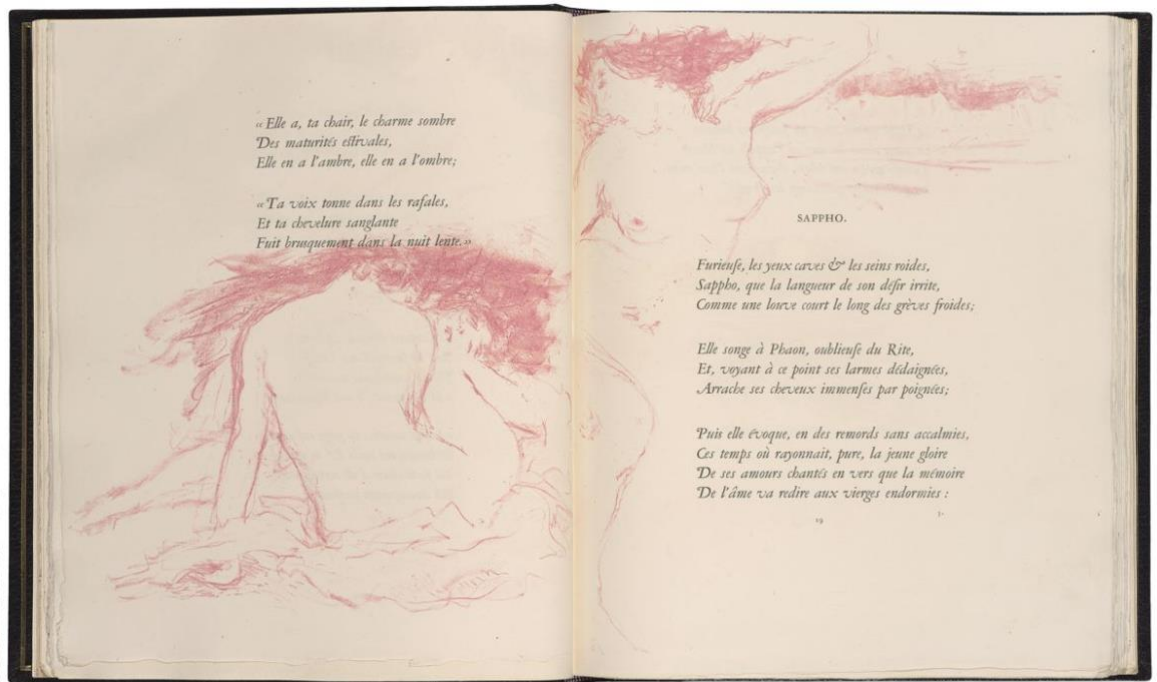 « Elle a, ta chair, le charme sombre
Des maturités eſtivales,
Elle en a l'ambre, elle en a l'ombre;
« Ta voix tonne dans les rafales,
Et ta chevelure sanglante
Fuit brusquement dans la nuit lente. »
SAPPHO.
Furieuſe, les yeux caves & les seins roides,
Sappho, que la langueur de son déſir irrite,
Comme une louve court le long des grèves froides;
Elle songe à Phaon, oublieuſe du Rite,
Et, voyant à ce point ses larmes dédaignées,
Arrache ses cheveux immenſes par poignées;
Puis elle évoque, en des remords sans accalmies,
Ces temps où rayonnait, pure, la jeune gloire
De ses amours chantés en vers que la mémoire
De l'âme va redire aux vierges endormies :
19